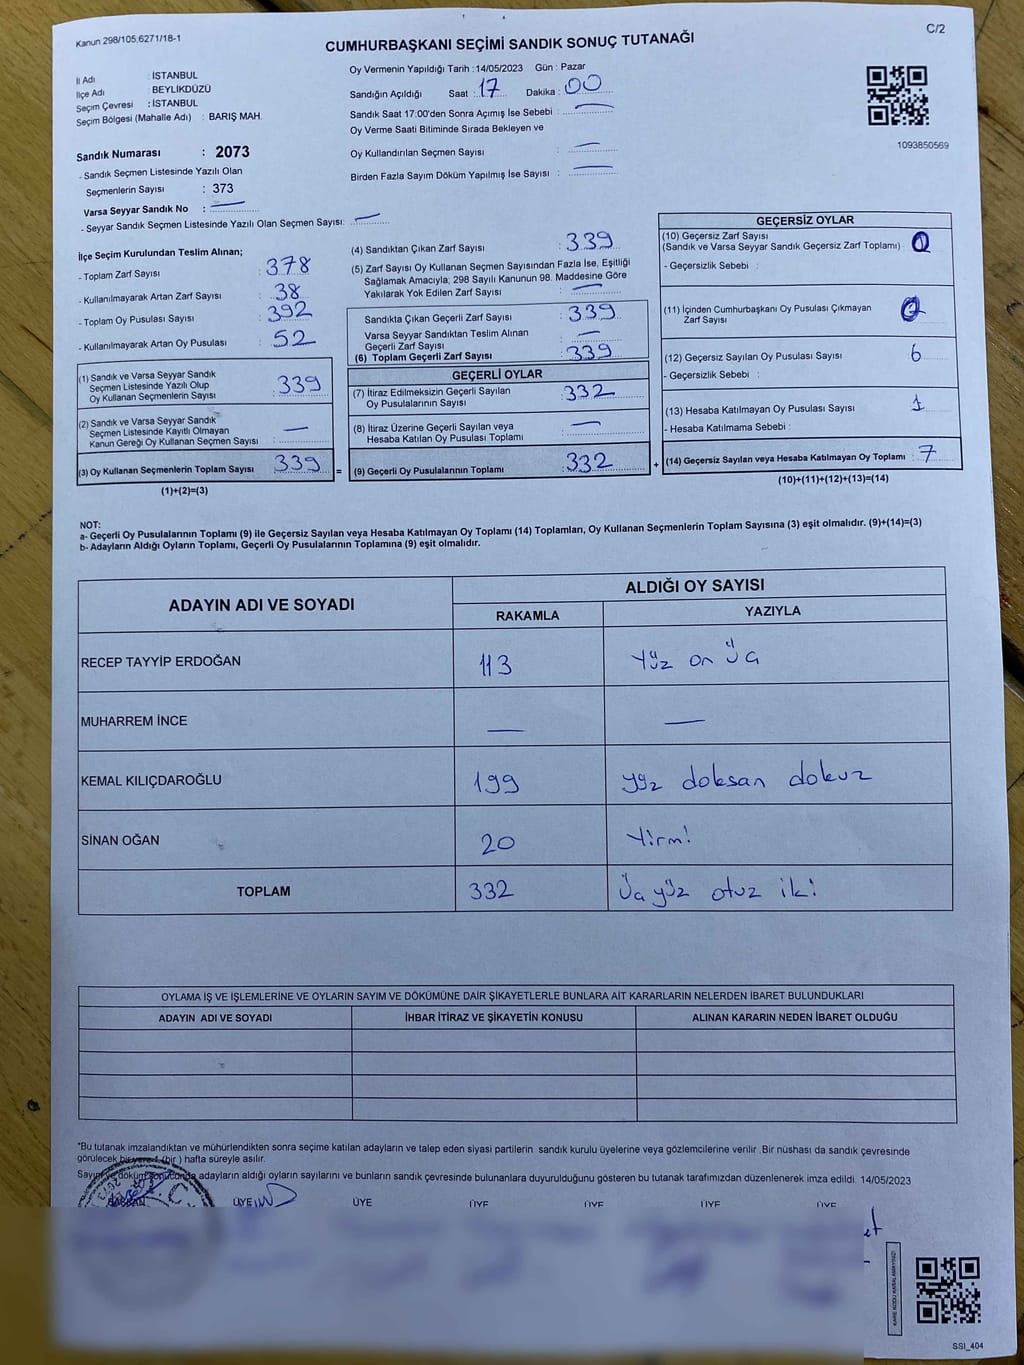 Kanun 298/105;6271/18-1
C/2
CUMHURBAŞKANI SEÇİMİ SANDIK SONUÇ TUTANAĞI
İl Adı : İSTANBUL
İlçe Adı : BEYLİKDÜZÜ
Seçim Çevresi : İSTANBUL
Seçim Bölgesi (Mahalle Adı) : BARIŞ MAH.
Sandık Numarası : 2073
- Sandık Seçmen Listesinde Yazılı Olan
Seçmenlerin Sayısı : 373
Varsa Seyyar Sandık No : —
- Seyyar Sandık Seçmen Listesinde Yazılı Olan Seçmen Sayısı: —
Oy Vermenin Yapıldığı Tarih :14/05/2023 Gün : Pazar
Sandığın Açıldığı Saat : 17 Dakika : 00
Sandık Saat 17:00'den Sonra Açımış İse Sebebi : —
Oy Verme Saati Bitiminde Sırada Bekleyen ve
Oy Kullandırılan Seçmen Sayısı : —
Birden Fazla Sayım Döküm Yapılmış İse Sayısı : —
1093850569
İlçe Seçim Kurulundan Teslim Alınan;
- Toplam Zarf Sayısı : 378
- Kullanılmayarak Artan Zarf Sayısı : 38
- Toplam Oy Pusulası Sayısı : 392
- Kullanılmayarak Artan Oy Pusulası : 52
(1) Sandık ve Varsa Seyyar Sandık
Seçmen Listesinde Yazılı Olup
Oy Kullanan Seçmenlerin Sayısı : 339
(2) Sandık ve Varsa Seyyar Sandık
Seçmen Listesinde Kayıtlı Olmayan
Kanun Gereği Oy Kullanan Seçmen Sayısı : —
(3) Oy Kullanan Seçmenlerin Toplam Sayısı : 339 =
(1)+(2)=(3)
(4) Sandıktan Çıkan Zarf Sayısı : 339
(5) Zarf Sayısı Oy Kullanan Seçmen Sayısından Fazla İse, Eşitliği
Sağlamak Amacıyla; 298 Sayılı Kanunun 98. Maddesine Göre
Yakılarak Yok Edilen Zarf Sayısı : —
Sandıkta Çıkan Geçerli Zarf Sayısı : 339
Varsa Seyyar Sandıktan Teslim Alınan
Geçerli Zarf Sayısı : —
(6) Toplam Geçerli Zarf Sayısı : 339
GEÇERLİ OYLAR
(7) İtiraz Edilmeksizin Geçerli Sayılan
Oy Pusulalarının Sayısı : 332
(8) İtiraz Üzerine Geçerli Sayılan veya
Hesaba Katılan Oy Pusulası Toplamı : —
(9) Geçerli Oy Pusulalarının Toplamı : 332 +
GEÇERSİZ OYLAR
(10) Geçersiz Zarf Sayısı
(Sandık ve Varsa Seyyar Sandık Geçersiz Zarf Toplamı) : 0
- Geçersizlik Sebebi :
(11) İçinden Cumhurbaşkanı Oy Pusulası Çıkmayan
Zarf Sayısı : 0
(12) Geçersiz Sayılan Oy Pusulası Sayısı : 6
- Geçersizlik Sebebi :
(13) Hesaba Katılmayan Oy Pusulası Sayısı : 1
- Hesaba Katılmama Sebebi :
(14) Geçersiz Sayılan veya Hesaba Katılmayan Oy Toplamı : 7
(10)+(11)+(12)+(13)=(14)
NOT:
a- Geçerli Oy Pusulalarının Toplamı (9) ile Geçersiz Sayılan veya Hesaba Katılmayan Oy Toplamı (14) Toplamları, Oy Kullanan Seçmenlerin Toplam Sayısına (3) eşit olmalıdır. (9)+(14)=(3)
b- Adayların Aldığı Oyların Toplamı, Geçerli Oy Pusulalarının Toplamına (9) eşit olmalıdır.
ADAYIN ADI VE SOYADI ALDIĞI OY SAYISI
RAKAMLA YAZIYLA
RECEP TAYYİP ERDOĞAN 113 Yüz on üç
MUHARREM İNCE — —
KEMAL KILIÇDAROĞLU 199 yüz doksan dokuz
SİNAN OĞAN 20 Yirmi
TOPLAM 332 Üç yüz otuz iki
OYLAMA İŞ VE İŞLEMLERİNE VE OYLARIN SAYIM VE DÖKÜMÜNE DAİR ŞİKAYETLERLE BUNLARA AİT KARARLARIN NELERDEN İBARET BULUNDUKLARI
ADAYIN ADI VE SOYADI İHBAR İTİRAZ VE ŞİKAYETİN KONUSU ALINAN KARARIN NEDEN İBARET OLDUĞU
*Bu tutanak imzalandıktan ve mühürlendikten sonra seçime katılan adayların ve talep eden siyasi partilerin sandık kurulu üyelerine veya gözlemcilerine verilir. Bir nüshası da sandık çevresinde
görülecek bir yere 1 (bir ) hafta süreyle asılır.
Sayım ve döküm sonucunda adayların aldığı oyların sayılarını ve bunların sandık çevresinde bulunanlara duyurulduğunu gösteren bu tutanak tarafımızdan düzenlenerek imza edildi. 14/05/2023
BAŞKAN ÜYE ÜYE ÜYE ÜYE ÜYE ÜYE
SSI_404